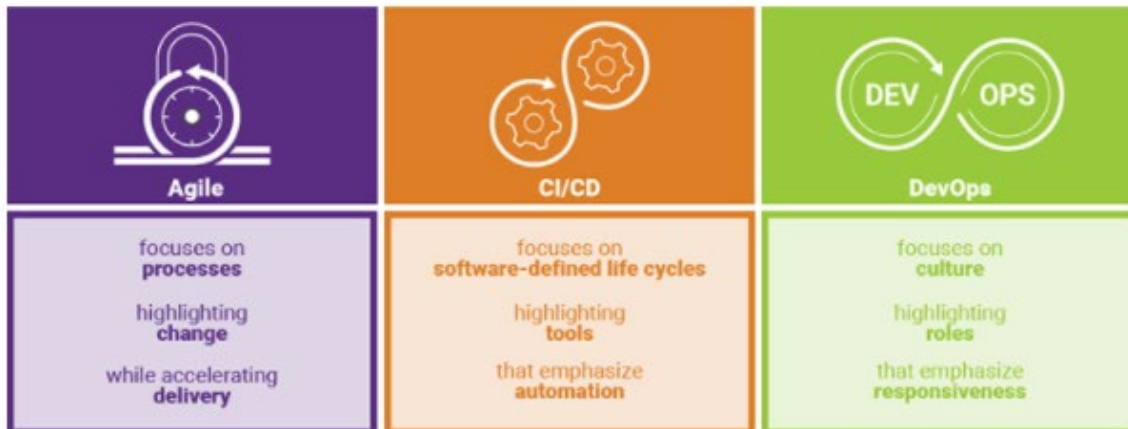 Agile
focuses on
processes
highlighting
change
while accelerating
delivery
CI/CD
focuses on
software-defined life cycles
highlighting
tools
that emphasize
automation
DEV OPS
DevOps
focuses on
culture
highlighting
roles
that emphasize
responsiveness